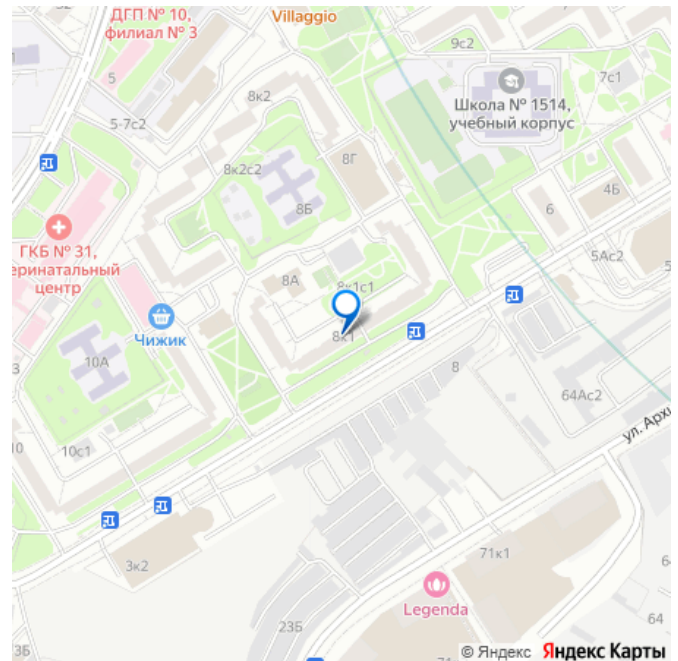 ДГП № 10,
филиал № 3
Villaggio
9с2
7с1
5
8к2
Школа № 1514,
учебный корпус
5-7с2
8Г
8к2с2
4Б
8Б
6
ГКБ № 31,
еринатальный
центр
5Ас2
8А
8к1с1
Чижик
8к1
10А
8
64Ас2
ул. Архи
10
10с1
3к2
71к1
Legenda
23Б
64
3Б
© Яндекс Яндекс Карты